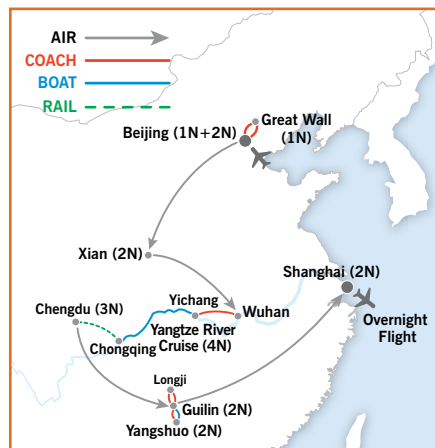 AIR
COACH
BOAT
RAIL
Great Wall
(1N)
Beijing (1N+2N)
Xian (2N)
Shanghai (2N)
Chengdu (3N)
Yichang
Wuhan
Yangtze River
Cruise (4N)
Chongqing
Overnight
Flight
Longji
Guilin (2N)
Yangshuo (2N)